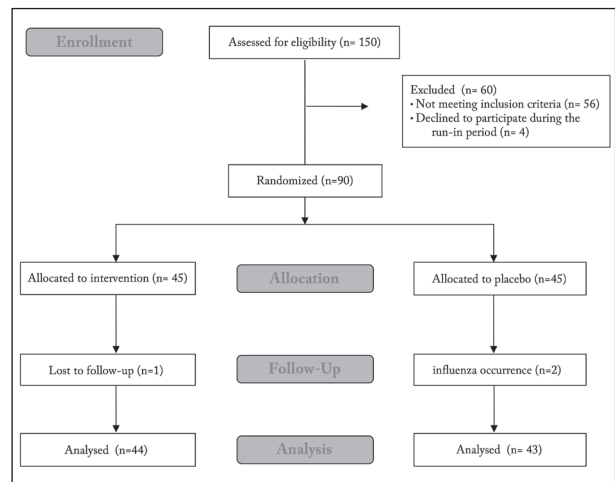 Enrollment
Assessed for eligibility (n= 150)
Excluded (n= 60)
• Not meeting inclusion criteria (n= 56)
• Declined to participate during the
run-in period (n= 4)
Randomized (n=90)
Allocated to intervention (n= 45)
Allocation
Allocated to placebo (n=45)
Lost to follow-up (n=1)
Follow-Up
influenza occurrence (n=2)
Analysed (n=44)
Analysis
Analysed (n= 43)